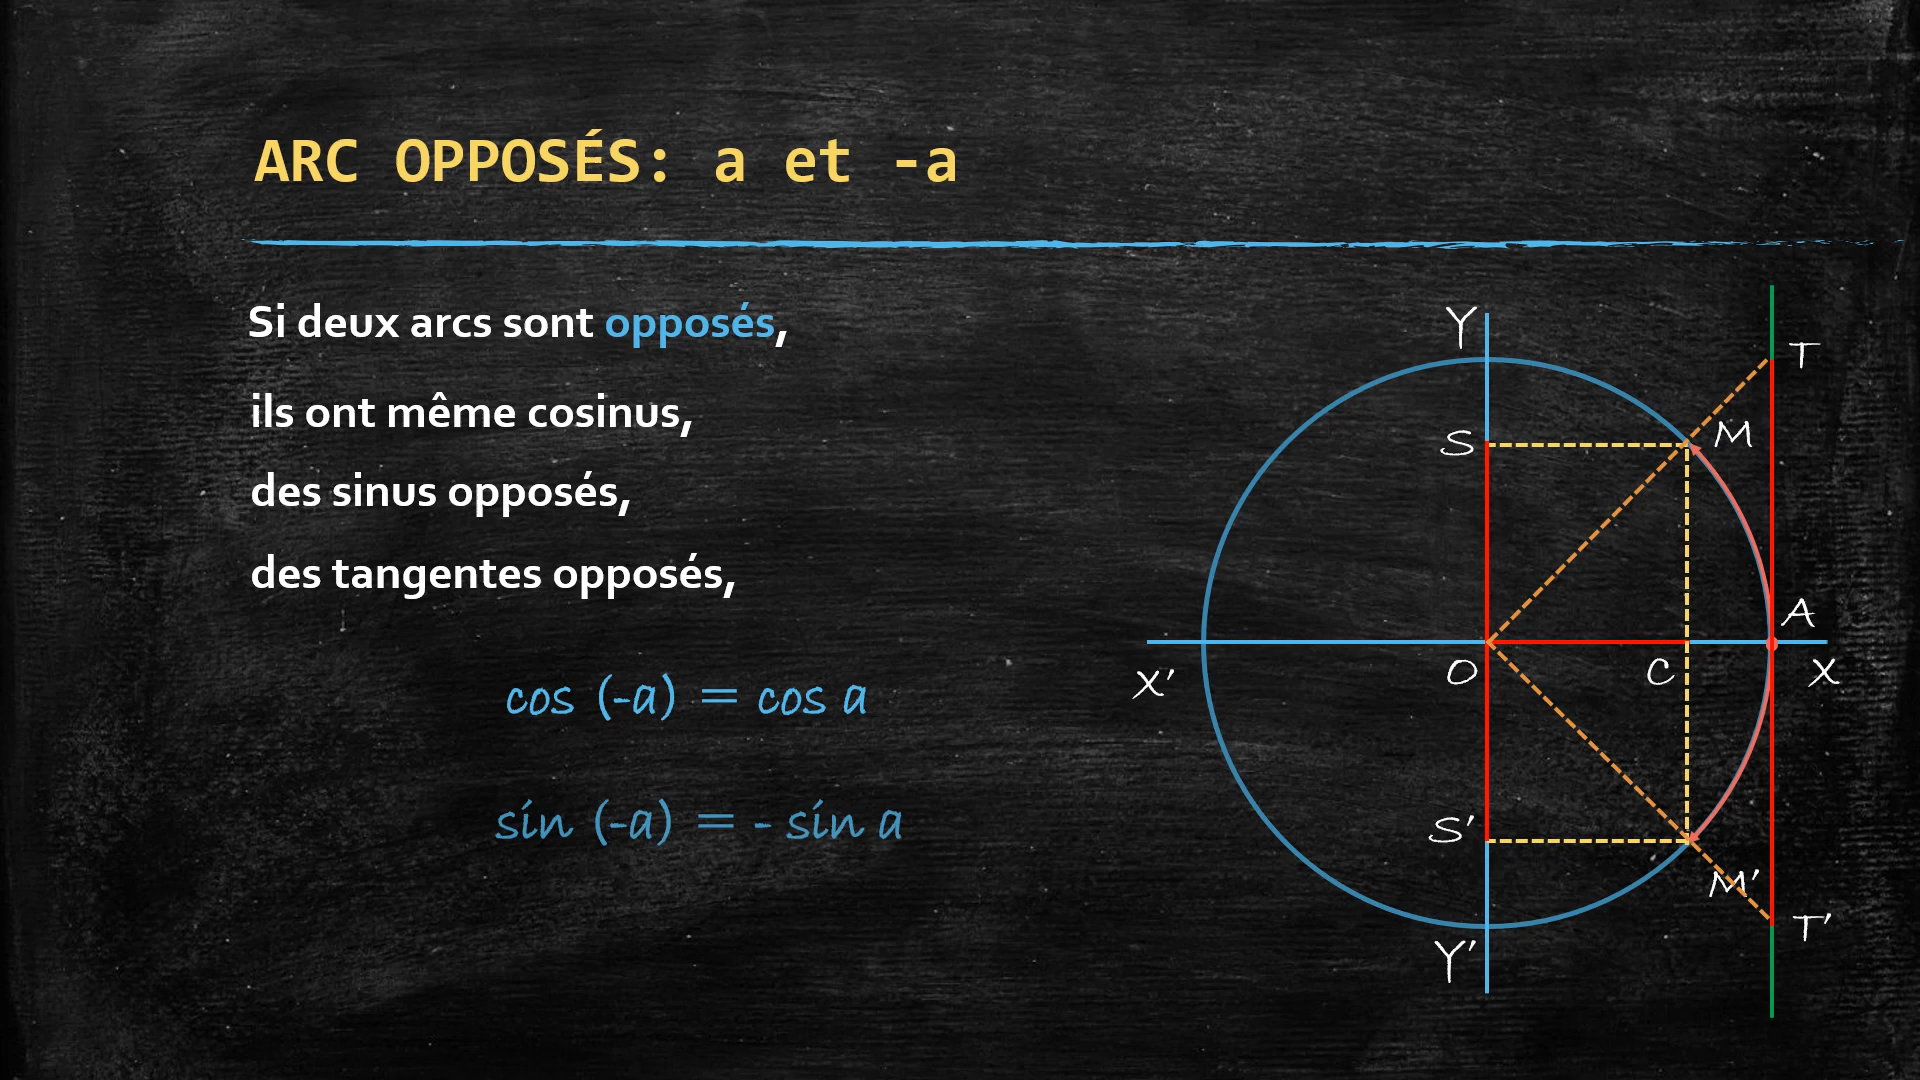 ARC OPPOSÉS: a et -a
Si deux arcs sont opposés,
ils ont même cosinus,
des sinus opposés,
des tangentes opposés,
cos (-a) = cos a
sin (-a) = - sin a
Y
T
S
M
A
X'
O
C
X
S'
M'
T'
Y'